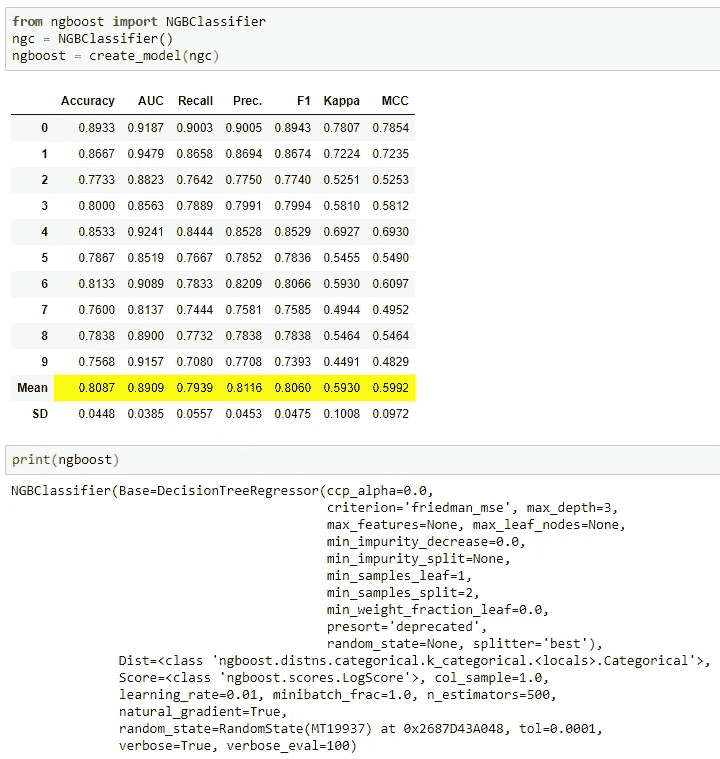 from ngboost import NGBClassifier
ngc = NGBClassifier()
ngboost = create_model(ngc)
Accuracy AUC Recall Prec. F1 Kappa MCC
0 0.8933 0.9187 0.9003 0.9005 0.8943 0.7807 0.7854
1 0.8667 0.9479 0.8658 0.8694 0.8674 0.7224 0.7235
2 0.7733 0.8823 0.7642 0.7750 0.7740 0.5251 0.5253
3 0.8000 0.8563 0.7889 0.7991 0.7994 0.5810 0.5812
4 0.8533 0.9241 0.8444 0.8528 0.8529 0.6927 0.6930
5 0.7867 0.8519 0.7667 0.7852 0.7836 0.5455 0.5490
6 0.8133 0.9089 0.7833 0.8209 0.8066 0.5930 0.6097
7 0.7600 0.8137 0.7444 0.7581 0.7585 0.4944 0.4952
8 0.7838 0.8900 0.7732 0.7838 0.7838 0.5464 0.5464
9 0.7568 0.9157 0.7080 0.7708 0.7393 0.4491 0.4829
Mean 0.8087 0.8909 0.7939 0.8116 0.8060 0.5930 0.5992
SD 0.0448 0.0385 0.0557 0.0453 0.0475 0.1008 0.0972
print(ngboost)
NGBClassifier(Base=DecisionTreeRegressor(ccp_alpha=0.0,
criterion='friedman_mse', max_depth=3,
max_features=None, max_leaf_nodes=None,
min_impurity_decrease=0.0,
min_impurity_split=None,
min_samples_leaf=1,
min_samples_split=2,
min_weight_fraction_leaf=0.0,
presort='deprecated',
random_state=None, splitter='best'),
Dist=<class 'ngboost.distns.categorical.k_categorical.<locals>.Categorical'>,
Score=<class 'ngboost.scores.LogScore'>, col_sample=1.0,
learning_rate=0.01, minibatch_frac=1.0, n_estimators=500,
natural_gradient=True,
random_state=RandomState(MT19937) at 0x2687D43A048, tol=0.0001,
verbose=True, verbose_eval=100)